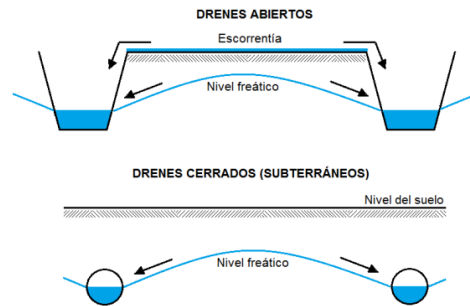 DRENES ABIERTOS
Escorrentía
Nivel freático
DRENES CERRADOS (SUBTERRÁNEOS)
Nivel del suelo
Nivel freático